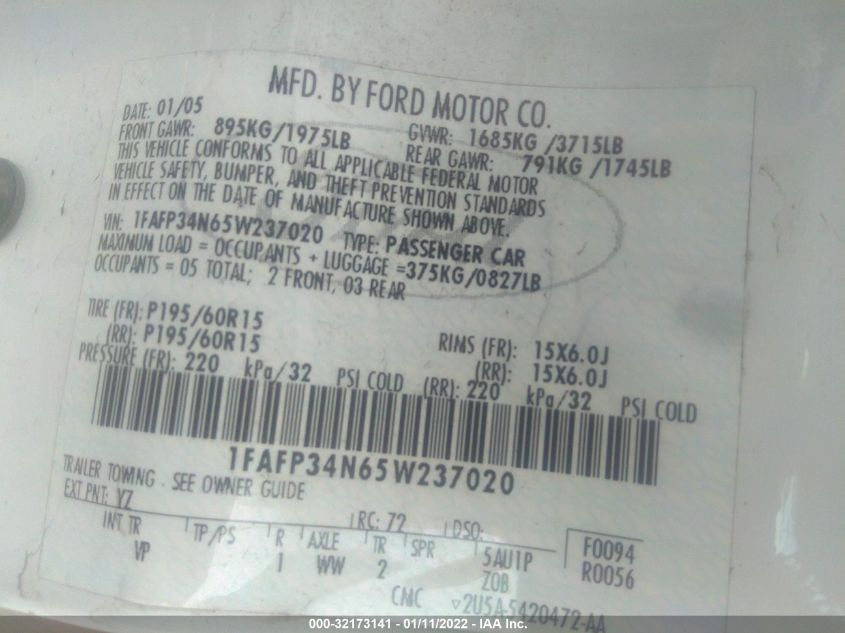 MFD. BY FORD MOTOR CO.
DATE: 01/05 GVWR: 1685KG /3715LB
FRONT GAWR: 895KG/1975LB REAR GAWR: 791KG /1745LB
THIS VEHICLE CONFORMS TO ALL APPLICABLE FEDERAL MOTOR
VEHICLE SAFETY, BUMPER, AND THEFT PREVENTION STANDARDS
IN EFFECT ON THE DATE OF MANUFACTURE SHOWN ABOVE.
VIN: 1FAFP34N65W237020 TYPE: PASSENGER CAR
MAXIMUM LOAD = OCCUPANTS + LUGGAGE =375KG/0827LB
OCCUPANTS = 05 TOTAL; 2 FRONT, 03 REAR
TIRE (FR): P195/60R15 RIMS (FR): 15X6.0J
(RR): P195/60R15 (RR): 15X6.0J
PRESSURE (FR): 220 kPa/32 PSI COLD (RR): 220 kPa/32 PSI COLD
1FAFP34N65W237020
TRAILER TOWING - SEE OWNER GUIDE
EXT PNT: YZ RC: 72 DSO: F0094
INT TR TP/PS R AXLE TR SPR 5AU1P R0056
VP 1 WW 2 ZOB
CMC ▽2U5A-5420472-AA
000-32173141 - 01/11/2022 - IAA Inc.